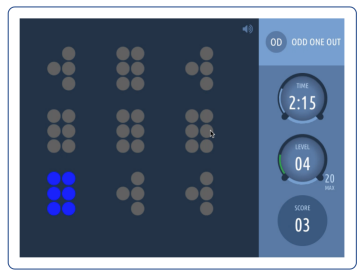 OD ODD ONE OUT
TIME
2:15
LEVEL
04
20
MAX
SCORE
03